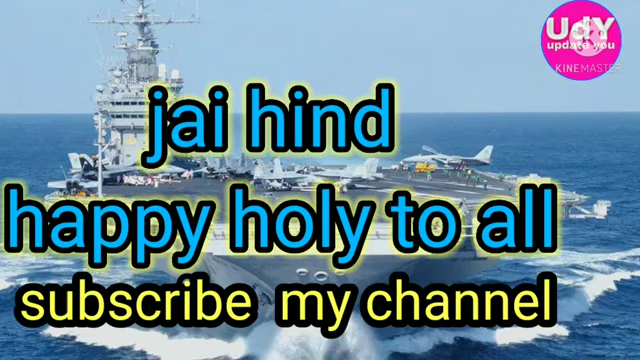 UdY
update you
KINEMASTER
jai hind
happy holy to all
subscribe my channel